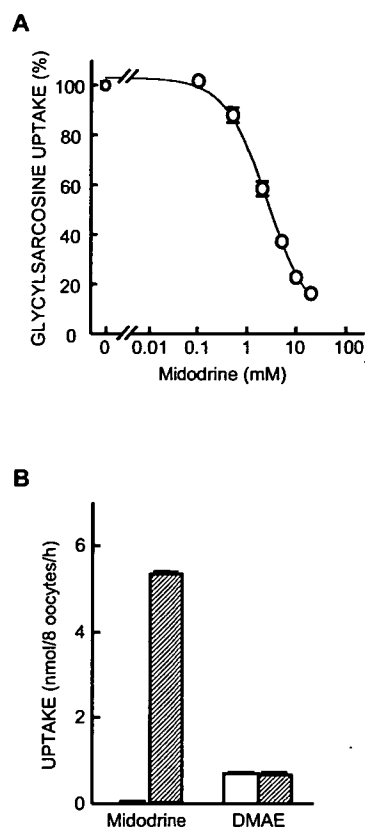 A
GLYCYLSARCOSINE UPTAKE (%)
100
80
60
40
20
0
0 0.01 0.1 1 10 100
Midodrine (mM)
B
UPTAKE (nmol/8 oocytes/h)
6
4
2
0
Midodrine DMAE